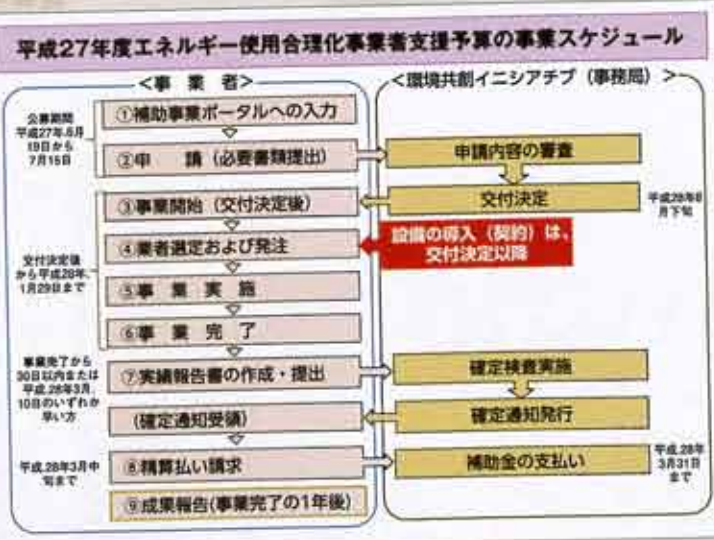 平成27年度エネルギー使用合理化事業者支援予算の事業スケジュール
<事　業　者>
<環境共創イニシアチブ（事務局）>
公募期間
平成27年.6月
19日から
7月15日
①補助事業ポータルへの入力
②申　　請（必要書類提出）
申請内容の審査
③事業開始（交付決定後）
交付決定
平成28年8
月下旬
交付決定後
から平成28年.
1月29日まで
④業者選定および発注
設備の導入（契約）は、
交付決定以降
⑤事　業　実　施
⑥事　業　完　了
事業完了から
30日以内または
平成.28年3月.
10日のいずれか
早い方
⑦実績報告書の作成・提出
確定検査実施
(確定通知受領)
確定通知発行
平成.28年3月中
旬まで
⑧精算払い請求
補助金の支払い
平成.28年
3月31日
まで
⑨成果報告(事業完了の1年後)